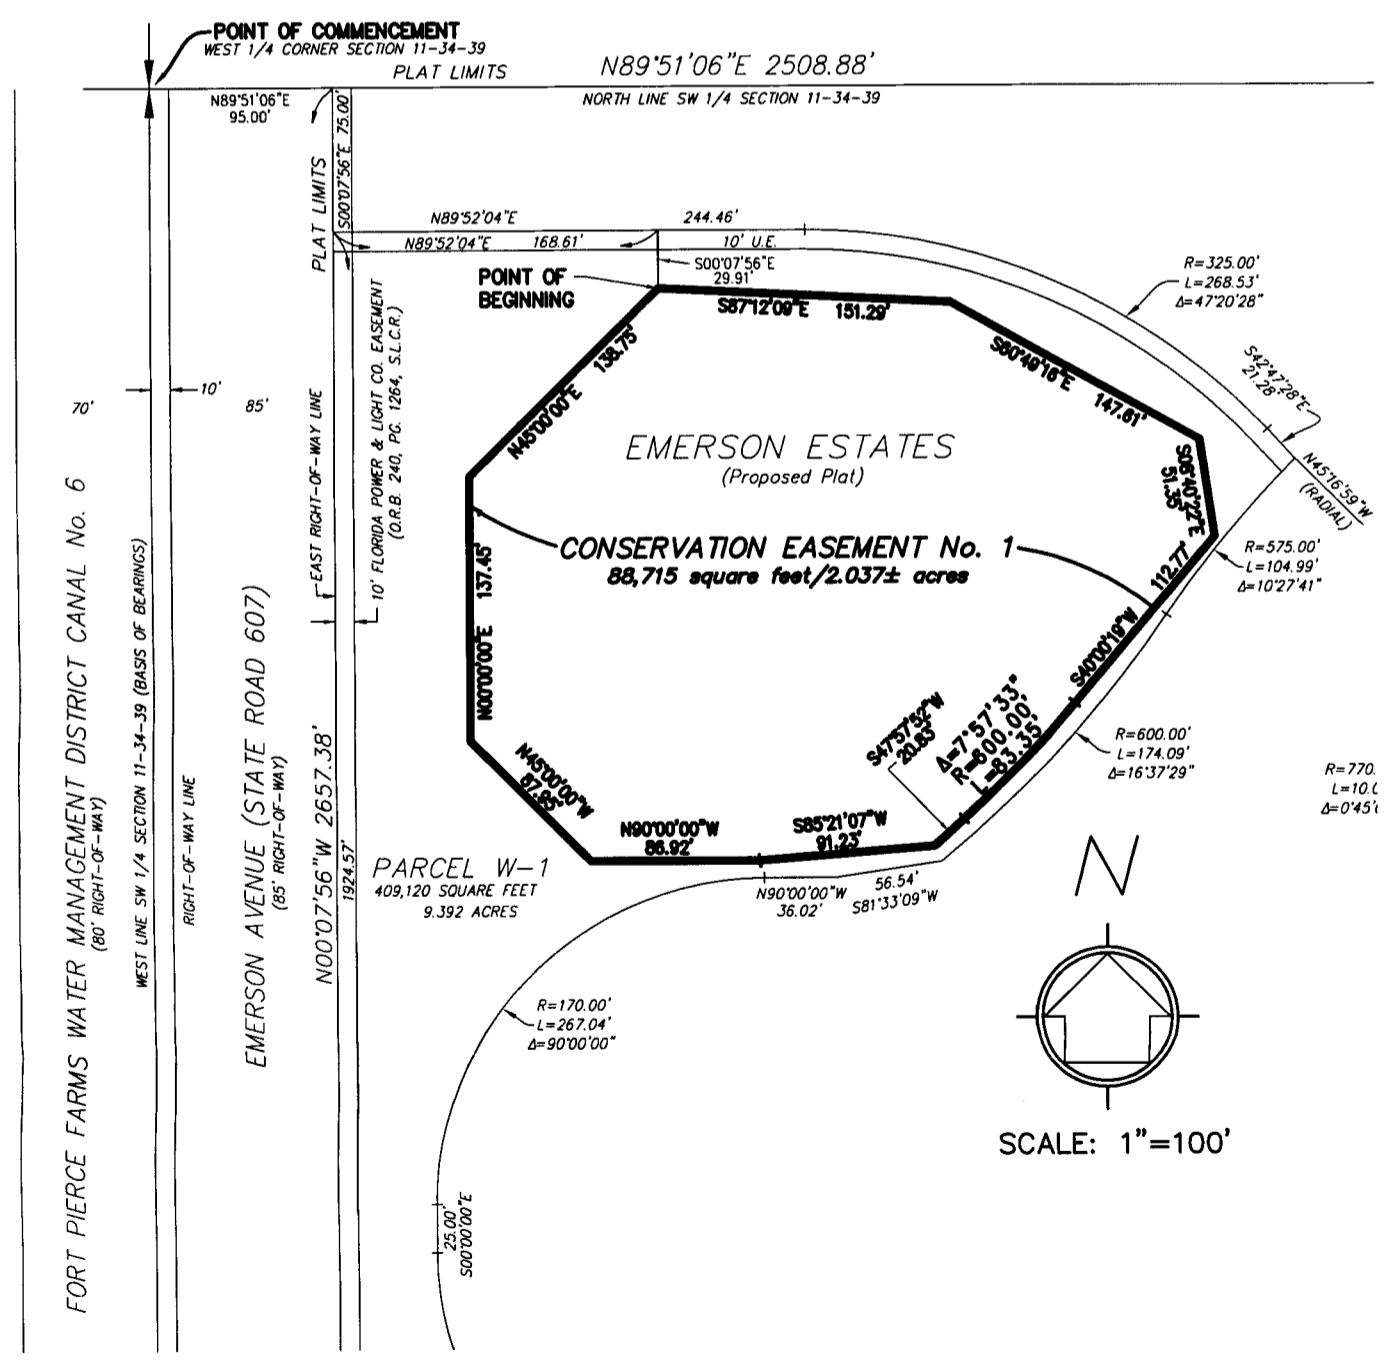 POINT OF COMMENCEMENT
WEST 1/4 CORNER SECTION 11-34-39
PLAT LIMITS
N89°51'06"E 2508.88'
NORTH LINE SW 1/4 SECTION 11-34-39
N89°51'06"E
95.00'
PLAT LIMITS
S00°07'56"E 75.00'
N89°52'04"E 244.46'
N89°52'04"E 168.61'
10' U.E.
S00°07'56"E
29.91'
POINT OF
BEGINNING
S87°12'09"E 151.29'
R=325.00'
L=268.53'
Δ=47°20'28"
S42°47'28"E
21.28'
N45°16'59"W
(RADIAL)
S60°49'16"E 147.61'
S06°40'22"E
51.35'
138.75'
N45°00'00"E
EMERSON ESTATES
(Proposed Plat)
CONSERVATION EASEMENT No. 1
88,715 square feet/2.037± acres
R=575.00'
L=104.99'
Δ=10°27'41"
112.77'
S40°00'19"W
10'
70'
85'
EAST RIGHT-OF-WAY LINE
10' FLORIDA POWER & LIGHT CO. EASEMENT
(O.R.B. 240, PG. 1264, S.L.C.R.)
FORT PIERCE FARMS WATER MANAGEMENT DISTRICT CANAL No. 6
(80' RIGHT-OF-WAY)
WEST LINE SW 1/4 SECTION 11-34-39 (BASIS OF BEARINGS)
RIGHT-OF-WAY LINE
EMERSON AVENUE (STATE ROAD 607)
(85' RIGHT-OF-WAY)
N00°07'56"W 2657.38'
1924.57'
N00°00'00"E 137.45'
N45°00'00"W
87.95'
N90°00'00"W
86.92'
S85°21'07"W
91.23'
S47°57'52"W
20.83'
Δ=7°57'33"
R=600.00'
L=83.35'
R=600.00'
L=174.09'
Δ=16°37'29"
R=770.
L=10.0
Δ=0°45'
PARCEL W-1
409,120 SQUARE FEET
9.392 ACRES
N90°00'00"W
36.02'
56.54'
S81°33'09"W
R=170.00'
L=267.04'
Δ=90°00'00"
25.00'
S00°00'00"E
N
SCALE: 1"=100'